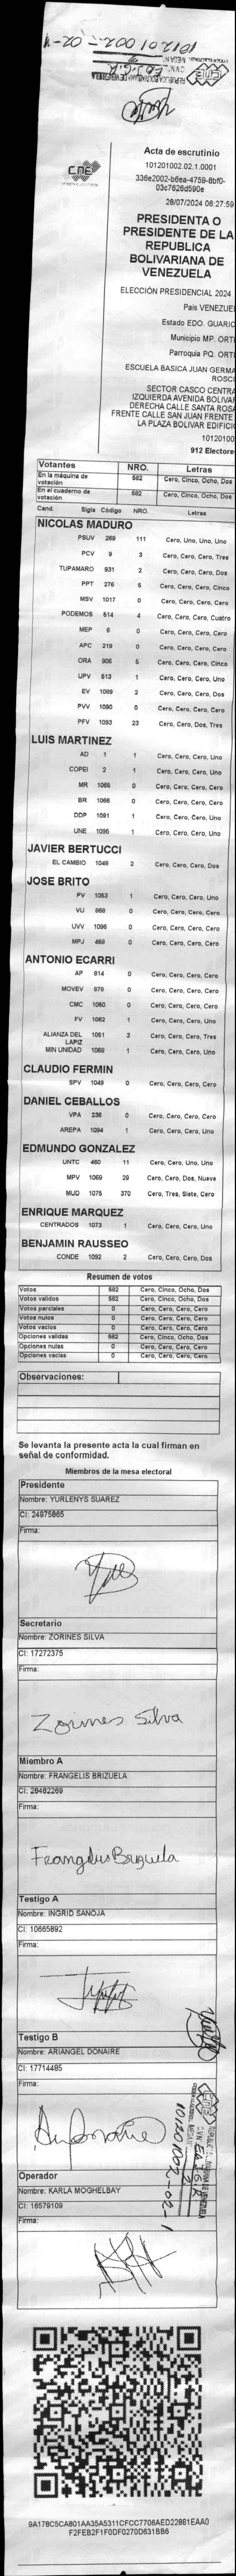 Acta de escrutinio
101201002.02.1.0001
336e2002-b6ea-4759-8bf0-
03c7626d590e
28/07/2024 06:27:59
PRESIDENTA O
PRESIDENTE DE LA
REPUBLICA
BOLIVARIANA DE
VENEZUELA
ELECCIÓN PRESIDENCIAL 2024
País VENEZUE
Estado EDO. GUARIC
Municipio MP. ORTI
Parroquia PQ. ORTI
ESCUELA BASICA JUAN GERMA
ROSCI
SECTOR CASCO CENTRA
IZQUIERDA AVENIDA BOLIVAR
DERECHA CALLE SANTA ROSA
FRENTE CALLE SAN JUAN FRENTE
LA PLAZA BOLIVAR EDIFICI
10120100
912 Electore
Votantes NRO. Letras
En la máquina de votación 582 Cero, Cinco, Ocho, Dos
En el cuaderno de votación 582 Cero, Cinco, Ocho, Dos
Cand. Sigla Código NRO. Letras
NICOLAS MADURO
PSUV 269 111 Cero, Uno, Uno, Uno
PCV 9 3 Cero, Cero, Cero, Tres
TUPAMARO 931 2 Cero, Cero, Cero, Dos
PPT 276 5 Cero, Cero, Cero, Cinco
MSV 1017 0 Cero, Cero, Cero, Cero
PODEMOS 514 4 Cero, Cero, Cero, Cuatro
MEP 6 0 Cero, Cero, Cero, Cero
APC 219 0 Cero, Cero, Cero, Cero
ORA 906 5 Cero, Cero, Cero, Cinco
UPV 513 1 Cero, Cero, Cero, Uno
EV 1089 2 Cero, Cero, Cero, Dos
PVV 1090 0 Cero, Cero, Cero, Cero
PFV 1093 23 Cero, Cero, Dos, Tres
LUIS MARTINEZ
AD 1 1 Cero, Cero, Cero, Uno
COPEI 2 1 Cero, Cero, Cero, Uno
MR 1065 0 Cero, Cero, Cero, Cero
BR 1066 0 Cero, Cero, Cero, Cero
DDP 1091 1 Cero, Cero, Cero, Uno
UNE 1095 1 Cero, Cero, Cero, Uno
JAVIER BERTUCCI
EL CAMBIO 1048 2 Cero, Cero, Cero, Dos
JOSE BRITO
PV 1053 1 Cero, Cero, Cero, Uno
VU 868 0 Cero, Cero, Cero, Cero
UVV 1096 0 Cero, Cero, Cero, Cero
MPJ 458 0 Cero, Cero, Cero, Cero
ANTONIO ECARRI
AP 814 0 Cero, Cero, Cero, Cero
MOVEV 678 0 Cero, Cero, Cero, Cero
CMC 1050 0 Cero, Cero, Cero, Cero
FV 1062 1 Cero, Cero, Cero, Uno
ALIANZA DEL LAPIZ 1051 3 Cero, Cero, Cero, Tres
MIN UNIDAD 1068 1 Cero, Cero, Cero, Uno
CLAUDIO FERMIN
SPV 1049 0 Cero, Cero, Cero, Cero
DANIEL CEBALLOS
VPA 236 0 Cero, Cero, Cero, Cero
AREPA 1094 1 Cero, Cero, Cero, Uno
EDMUNDO GONZALEZ
UNTC 460 11 Cero, Cero, Uno, Uno
MPV 1069 29 Cero, Cero, Dos, Nueve
MUD 1075 370 Cero, Tres, Siete, Cero
ENRIQUE MARQUEZ
CENTRADOS 1073 1 Cero, Cero, Cero, Uno
BENJAMIN RAUSSEO
CONDE 1092 2 Cero, Cero, Cero, Dos
Resumen de votos
Votos 582 Cero, Cinco, Ocho, Dos
Votos validos 582 Cero, Cinco, Ocho, Dos
Votos parciales 0 Cero, Cero, Cero, Cero
Votos nulos 0 Cero, Cero, Cero, Cero
Votos vacios 0 Cero, Cero, Cero, Cero
Opciones validas 582 Cero, Cinco, Ocho, Dos
Opciones nulas 0 Cero, Cero, Cero, Cero
Opciones vacias 0 Cero, Cero, Cero, Cero
Observaciones:
Se levanta la presente acta la cual firman en
señal de conformidad.
Miembros de la mesa electoral
Presidente
Nombre: YURLENYS SUAREZ
CI: 24975865
Firma:
Secretario
Nombre: ZORINES SILVA
CI: 17272375
Firma:
Zorines Silva
Miembro A
Nombre: FRANGELIS BRIZUELA
CI: 28482269
Firma:
Frangelis Brizuela
Testigo A
Nombre: INGRID SANOJA
CI: 10665892
Firma:
Testigo B
Nombre: ARIANGEL DONAIRE
CI: 17714485
Firma:
Operador
Nombre: KARLA MOGHELBAY
CI: 16579109
Firma:
9A178C5CA801AA35A5311CFCC7706AED22881EAA0
F2FEB2F1F0DF0270D631BB6